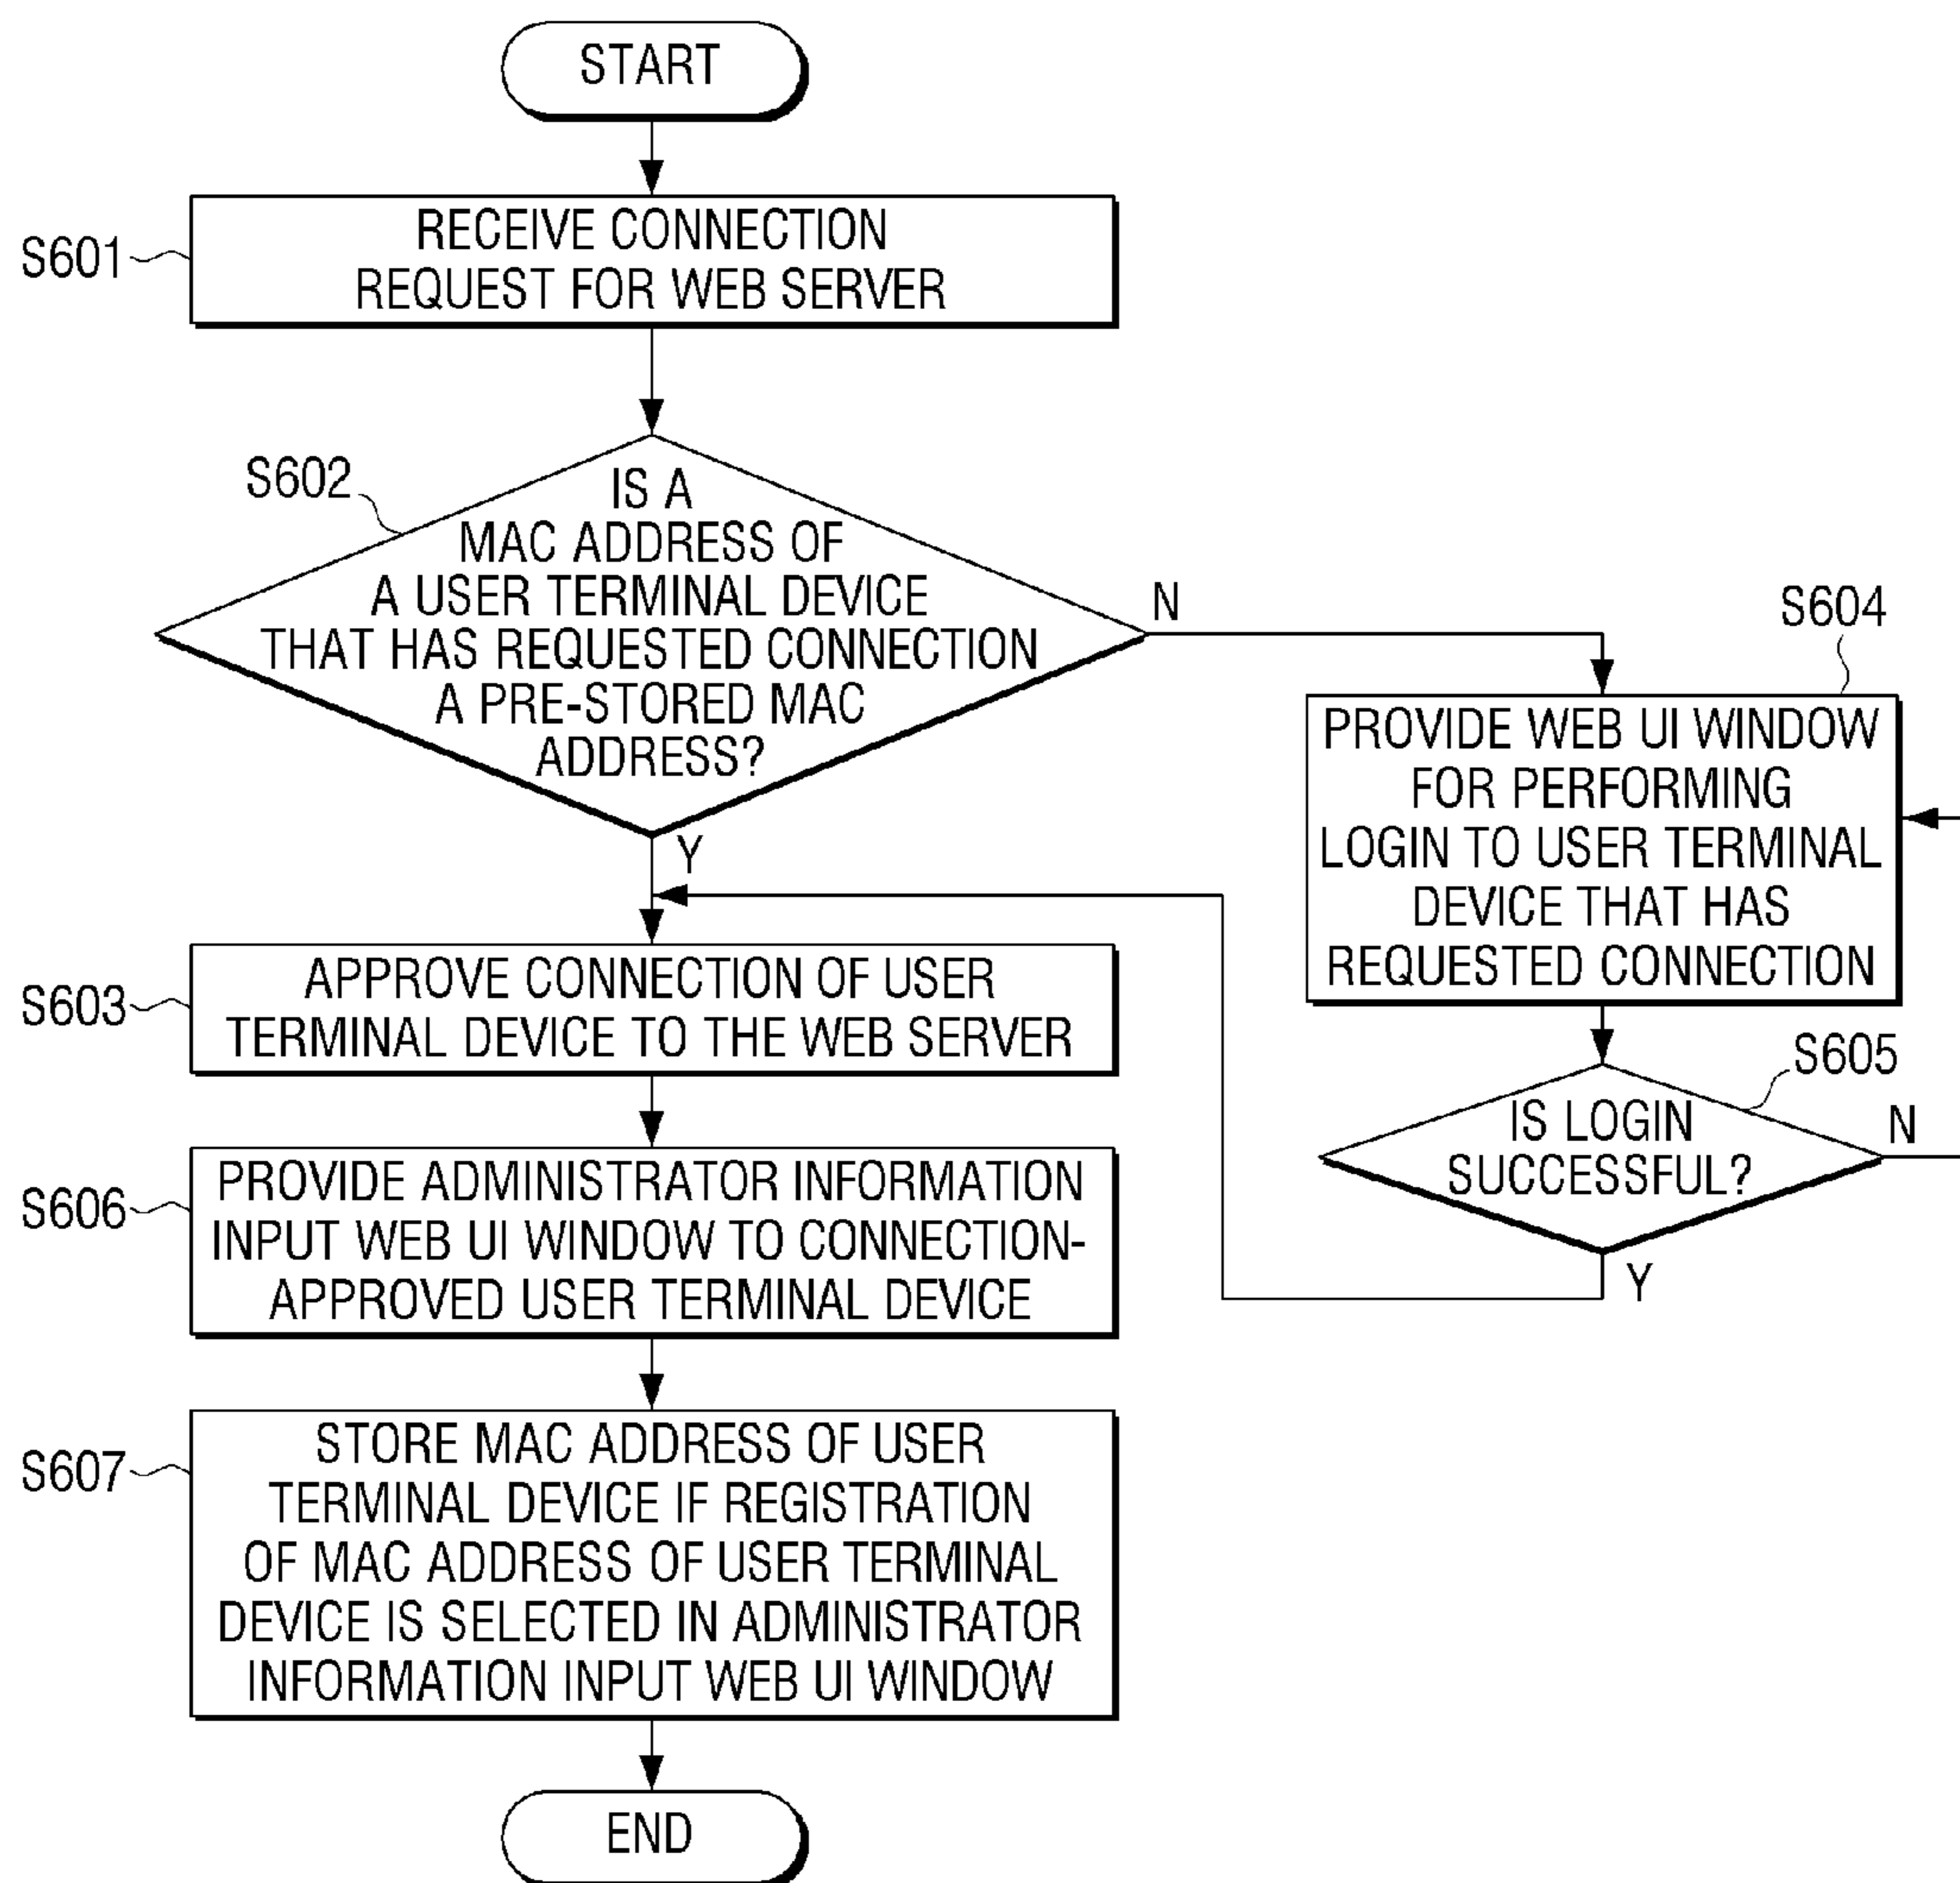 START
S601
RECEIVE CONNECTION
REQUEST FOR WEB SERVER
S602
IS A
MAC ADDRESS OF
A USER TERMINAL DEVICE
THAT HAS REQUESTED CONNECTION
A PRE-STORED MAC
ADDRESS?
N
Y
S604
PROVIDE WEB UI WINDOW
FOR PERFORMING
LOGIN TO USER TERMINAL
DEVICE THAT HAS
REQUESTED CONNECTION
S605
IS LOGIN
SUCCESSFUL?
N
Y
S603
APPROVE CONNECTION OF USER
TERMINAL DEVICE TO THE WEB SERVER
S606
PROVIDE ADMINISTRATOR INFORMATION
INPUT WEB UI WINDOW TO CONNECTION-
APPROVED USER TERMINAL DEVICE
S607
STORE MAC ADDRESS OF USER
TERMINAL DEVICE IF REGISTRATION
OF MAC ADDRESS OF USER TERMINAL
DEVICE IS SELECTED IN ADMINISTRATOR
INFORMATION INPUT WEB UI WINDOW
END